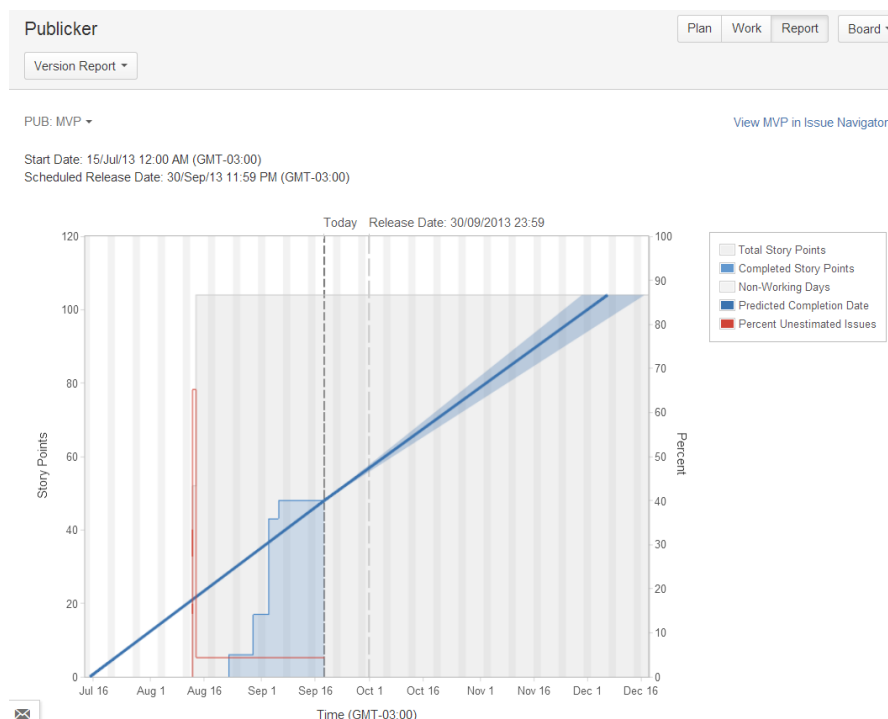 Publicker
Plan Work Report Board
Version Report
PUB: MVP
View MVP in Issue Navigator
Start Date: 15/Jul/13 12:00 AM (GMT-03:00)
Scheduled Release Date: 30/Sep/13 11:59 PM (GMT-03:00)
Today Release Date: 30/09/2013 23:59
120
100
80
60
40
20
0
Story Points
100
90
80
70
60
50
40
30
20
10
0
Percent
Jul 16 Aug 1 Aug 16 Sep 1 Sep 16 Oct 1 Oct 16 Nov 1 Nov 16 Dec 1 Dec 16
Time (GMT-03:00)
Total Story Points
Completed Story Points
Non-Working Days
Predicted Completion Date
Percent Unestimated Issues